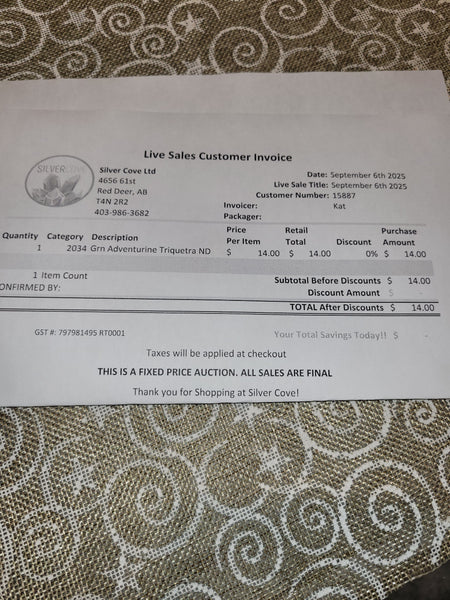 Live Sales Customer Invoice
SILVERCOVE
Silver Cove Ltd
4656 61st
Red Deer, AB
T4N 2R2
403-986-3682
Date: September 6th 2025
Live Sale Title: September 6th 2025
Customer Number: 15887
Invoicer: Kat
Packager:
Quantity Category Description Price Per Item Retail Total Discount Purchase Amount
1 2034 Grn Adventurine Triquetra ND $ 14.00 $ 14.00 0% $ 14.00
1 Item Count
Subtotal Before Discounts $ 14.00
ONFIRMED BY:
Discount Amount $ -
TOTAL After Discounts $ 14.00
GST #: 797981495 RT0001
Your Total Savings Today!! $ -
Taxes will be applied at checkout
THIS IS A FIXED PRICE AUCTION. ALL SALES ARE FINAL
Thank you for Shopping at Silver Cove!